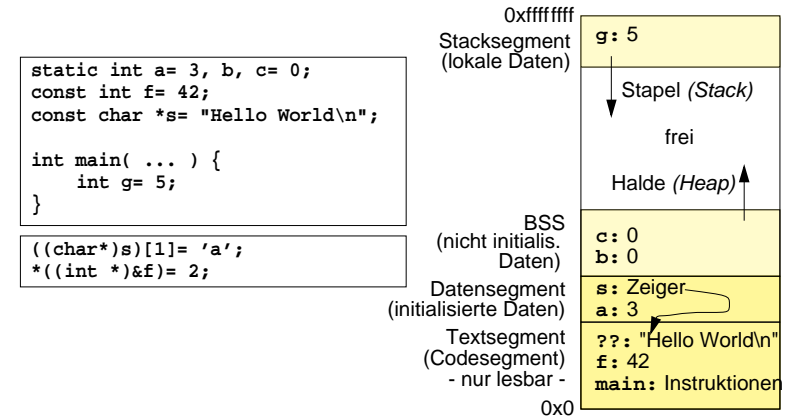 static int a= 3, b, c= 0;
const int f= 42;
const char *s= "Hello World\n";
int main( ... ) {
int g= 5;
}
((char*)s)[1]= ’a’;
*((int *)&f)= 2;
0xffffffff
Stacksegment
(lokale Daten)
g: 5
Stapel (Stack)
frei
Halde (Heap)
BSS
(nicht initialis.
Daten)
c: 0
b: 0
Datensegment
(initialisierte Daten)
s: Zeiger
a: 3
Textsegment
(Codesegment)
- nur lesbar -
??: "Hello World\n"
f: 42
main: Instruktionen
0x0